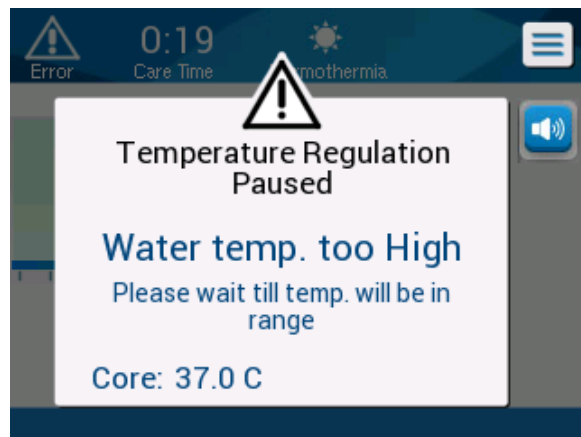 0:19
Error
Care Time
mothermia
Temperature Regulation
Paused
Water temp. too High
Please wait till temp. will be in
range
Core: 37.0 C